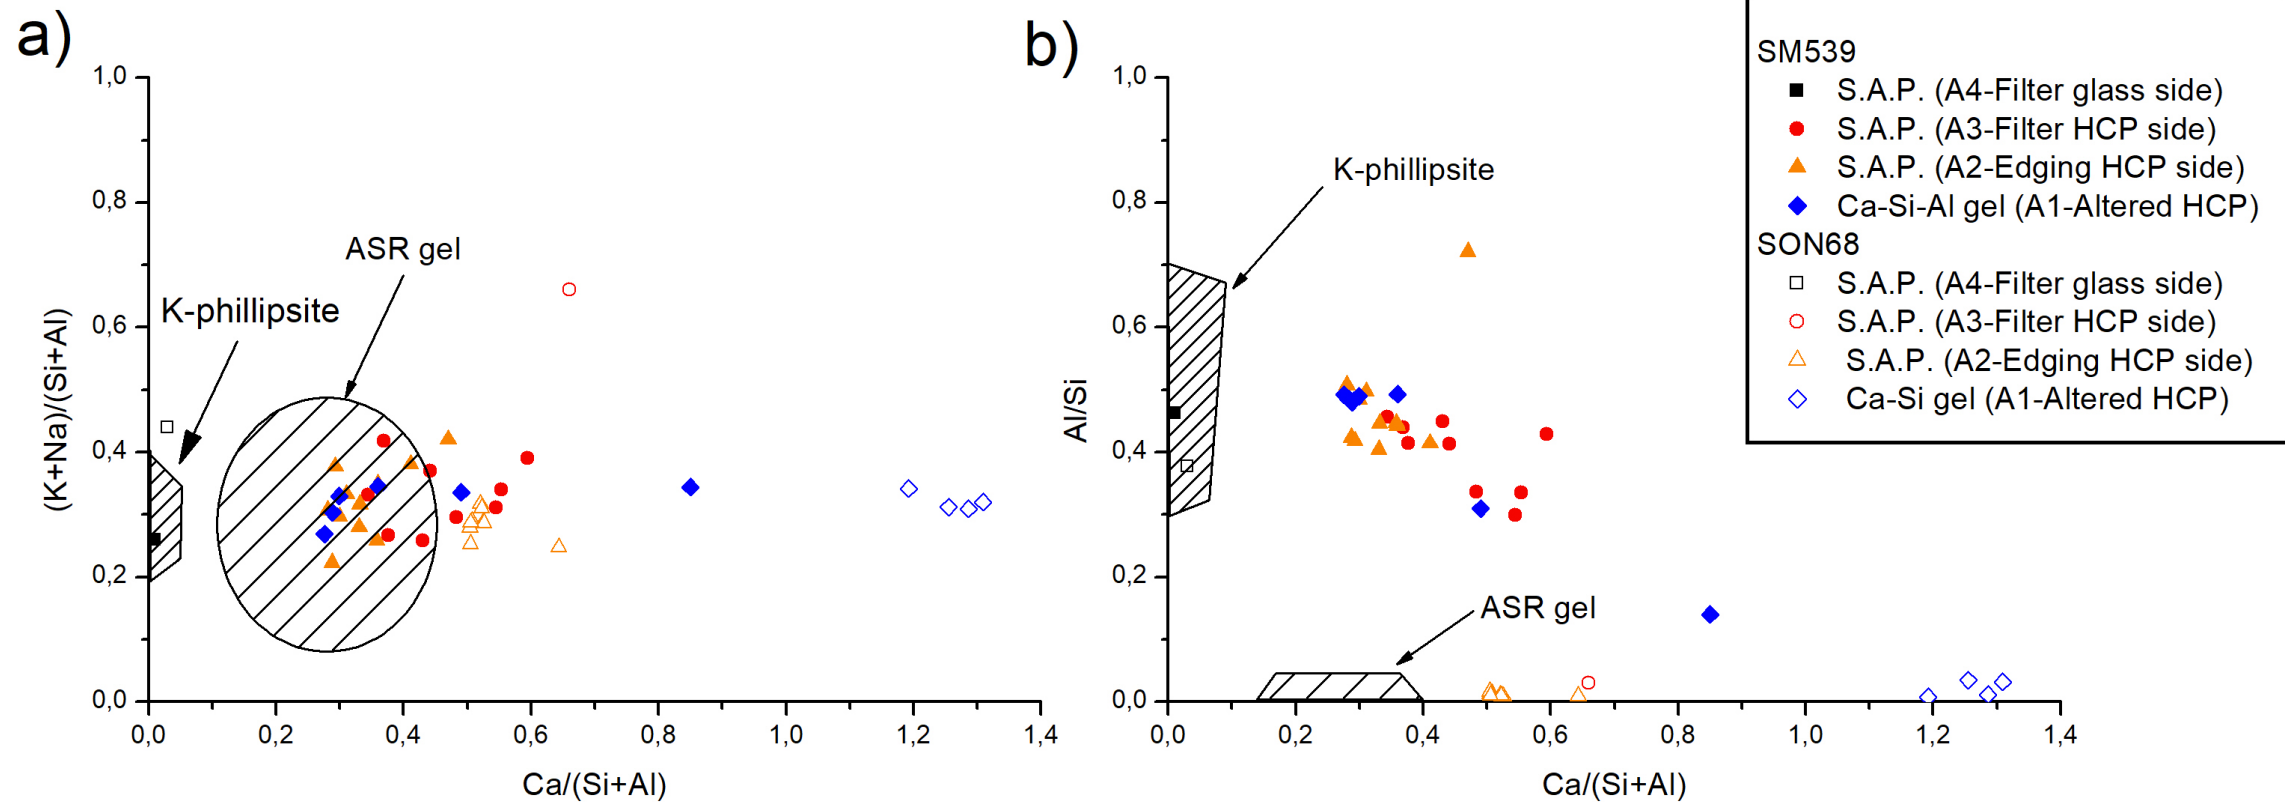 a)
1,0
0,8
0,6
0,4
0,2
0,0
(K+Na)/(Si+Al)
K-phillipsite
ASR gel
0,0 0,2 0,4 0,6 0,8 1,0 1,2 1,4
Ca/(Si+Al)
b)
1,0
0,8
0,6
0,4
0,2
0,0
Al/Si
K-phillipsite
ASR gel
0,0 0,2 0,4 0,6 0,8 1,0 1,2 1,4
Ca/(Si+Al)
SM539
S.A.P. (A4-Filter glass side)
S.A.P. (A3-Filter HCP side)
S.A.P. (A2-Edging HCP side)
Ca-Si-Al gel (A1-Altered HCP)
SON68
S.A.P. (A4-Filter glass side)
S.A.P. (A3-Filter HCP side)
S.A.P. (A2-Edging HCP side)
Ca-Si gel (A1-Altered HCP)